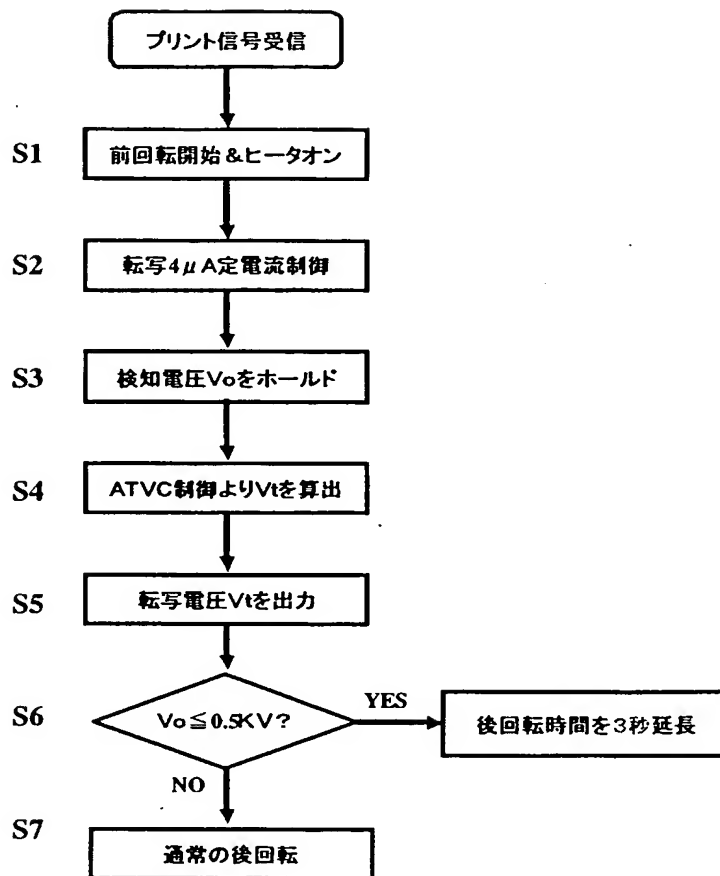 プリント信号受信
S1
前回転開始&ヒータオン
S2
転写4μA定電流制御
S3
検知電圧Voをホールド
S4
ATVC制御よりVtを算出
S5
転写電圧Vtを出力
S6
Vo≦0.5KV?
YES
後回転時間を3秒延長
NO
S7
通常の後回転